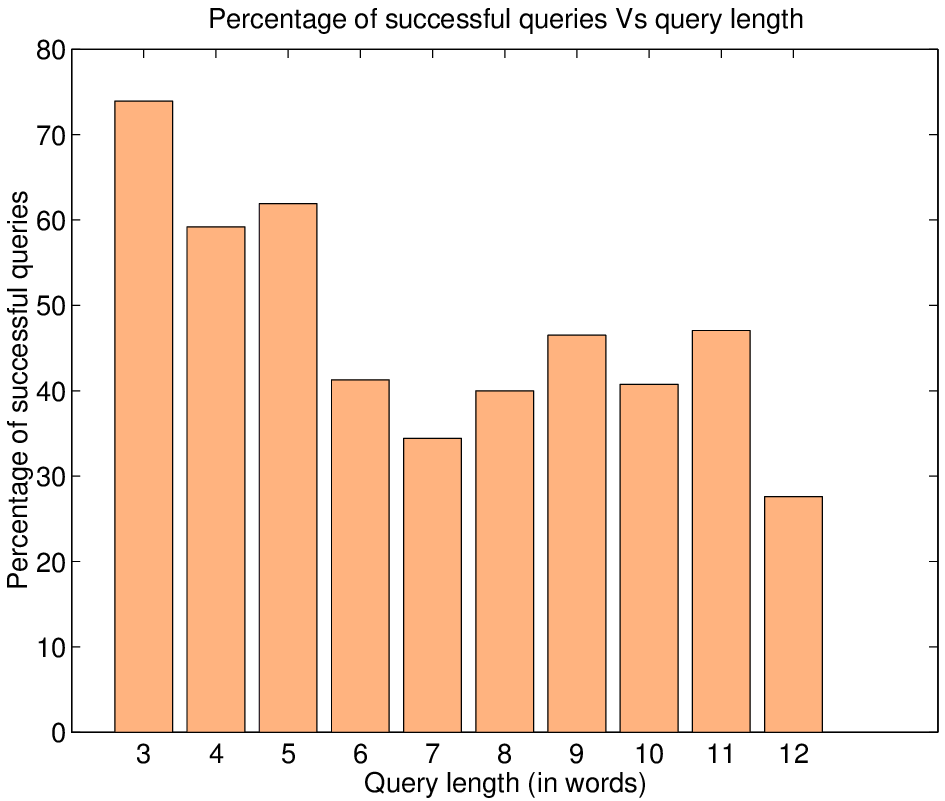 Percentage of successful queries Vs query length
Percentage of successful queries
80
70
60
50
40
30
20
10
0
3 4 5 6 7 8 9 10 11 12
Query length (in words)